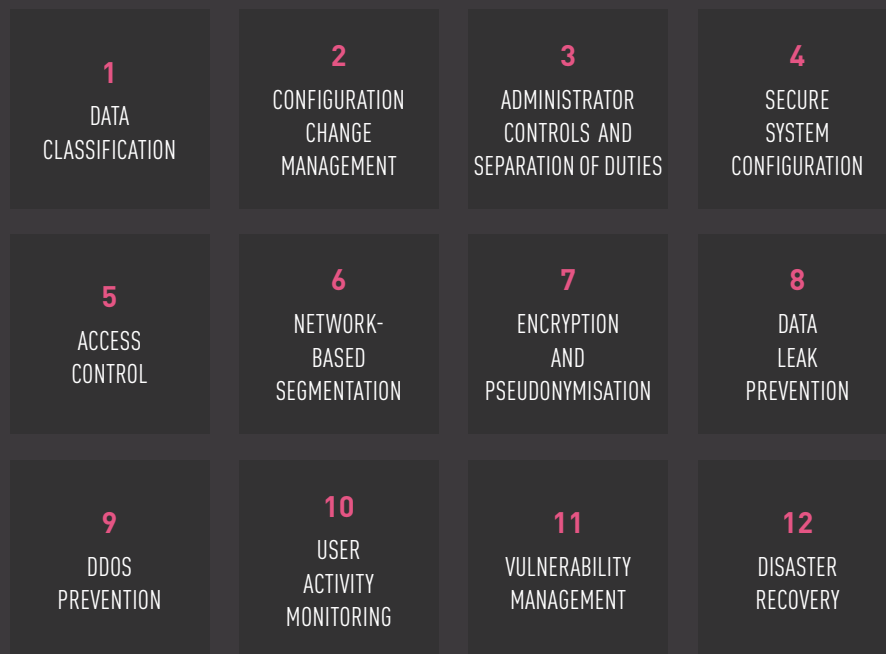 1
DATA
CLASSIFICATION
2
CONFIGURATION
CHANGE
MANAGEMENT
3
ADMINISTRATOR
CONTROLS AND
SEPARATION OF DUTIES
4
SECURE
SYSTEM
CONFIGURATION
5
ACCESS
CONTROL
6
NETWORK-
BASED
SEGMENTATION
7
ENCRYPTION
AND
PSEUDONYMISATION
8
DATA
LEAK
PREVENTION
9
DDOS
PREVENTION
10
USER
ACTIVITY
MONITORING
11
VULNERABILITY
MANAGEMENT
12
DISASTER
RECOVERY